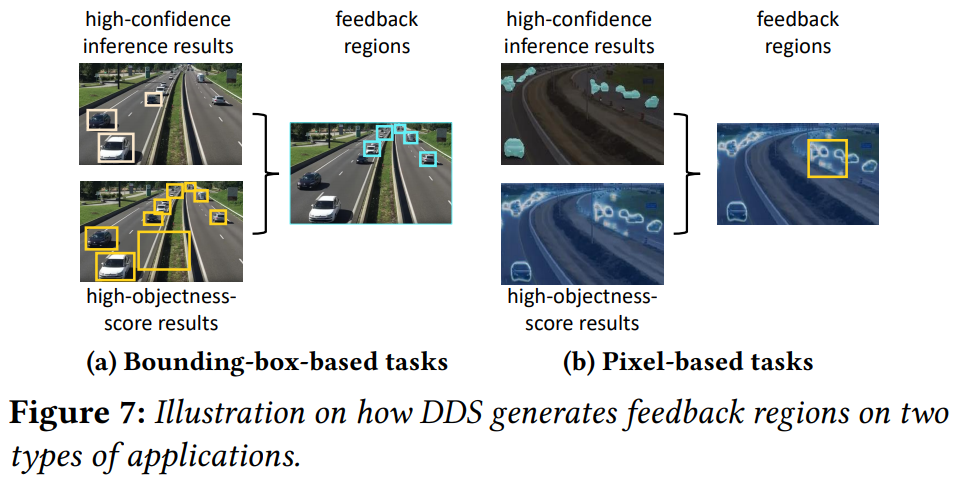 high-confidence
inference results
feedback
regions
high-objectness-
score results
(a) Bounding-box-based tasks
high-confidence
inference results
feedback
regions
high-objectness-
score results
(b) Pixel-based tasks
Figure 7: Illustration on how DDS generates feedback regions on two
types of applications.